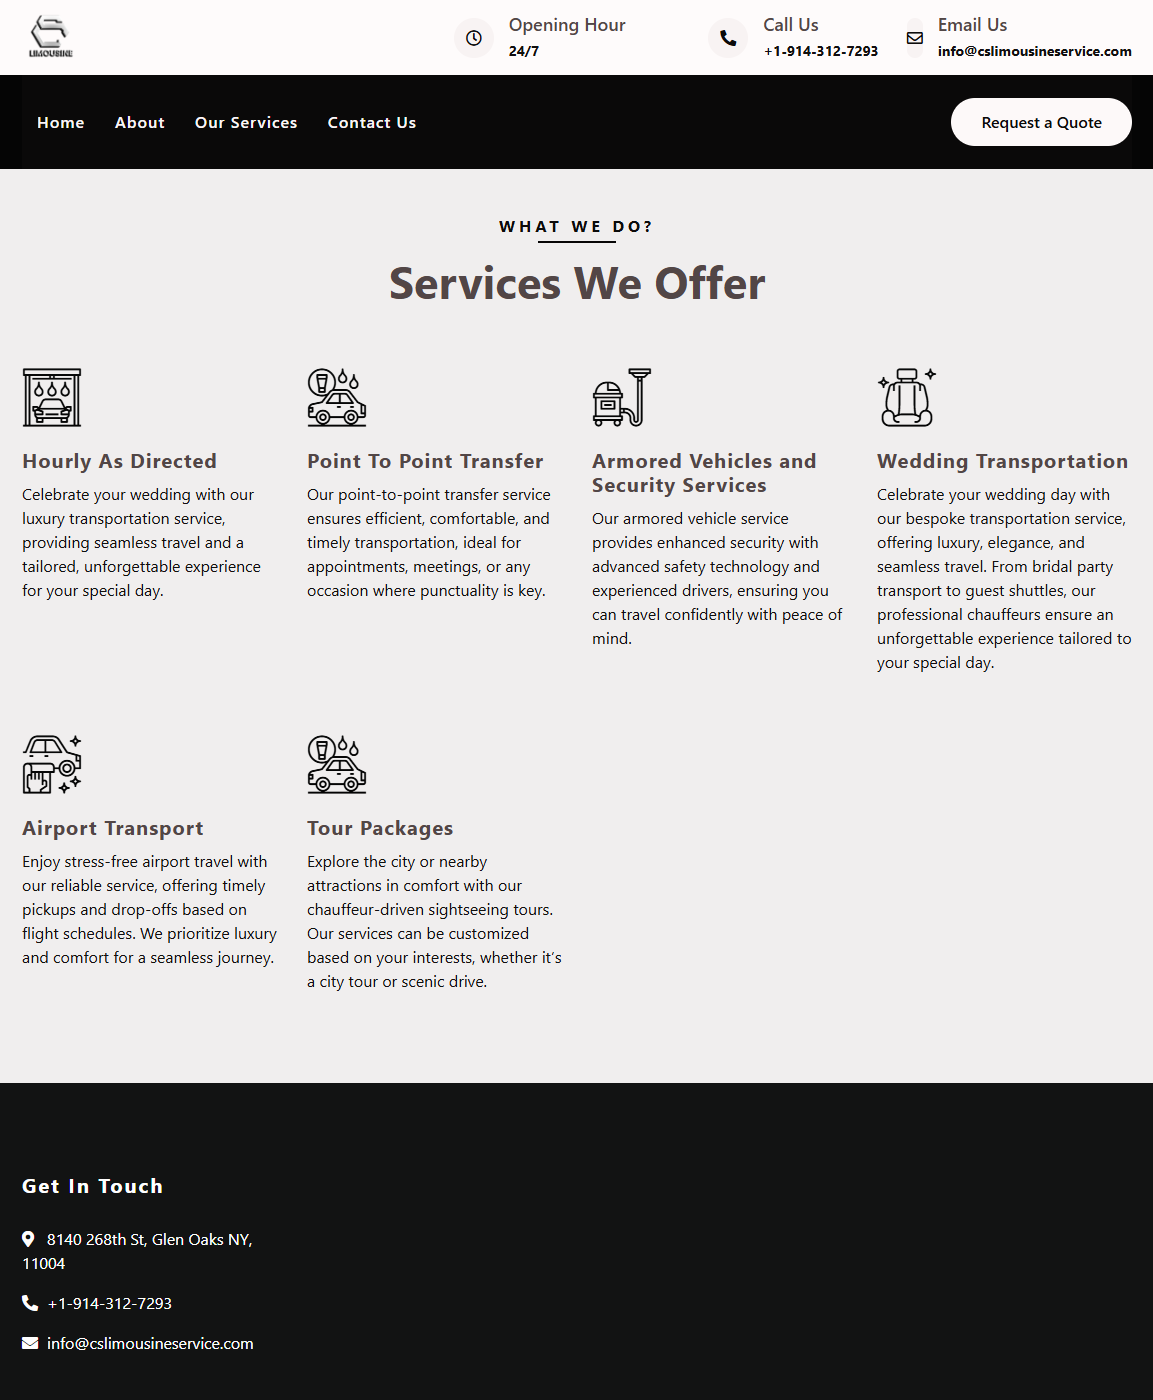 LIMOUSINE
Opening Hour
24/7
Call Us
+1-914-312-7293
Email Us
info@cslimousineservice.com
Home
About
Our Services
Contact Us
Request a Quote
WHAT WE DO?
Services We Offer
Hourly As Directed
Celebrate your wedding with our
luxury transportation service,
providing seamless travel and a
tailored, unforgettable experience
for your special day.
Point To Point Transfer
Our point-to-point transfer service
ensures efficient, comfortable, and
timely transportation, ideal for
appointments, meetings, or any
occasion where punctuality is key.
Armored Vehicles and
Security Services
Our armored vehicle service
provides enhanced security with
advanced safety technology and
experienced drivers, ensuring you
can travel confidently with peace of
mind.
Wedding Transportation
Celebrate your wedding day with
our bespoke transportation service,
offering luxury, elegance, and
seamless travel. From bridal party
transport to guest shuttles, our
professional chauffeurs ensure an
unforgettable experience tailored to
your special day.
Airport Transport
Enjoy stress-free airport travel with
our reliable service, offering timely
pickups and drop-offs based on
flight schedules. We prioritize luxury
and comfort for a seamless journey.
Tour Packages
Explore the city or nearby
attractions in comfort with our
chauffeur-driven sightseeing tours.
Our services can be customized
based on your interests, whether it's
a city tour or scenic drive.
Get In Touch
8140 268th St, Glen Oaks NY,
11004
+1-914-312-7293
info@cslimousineservice.com